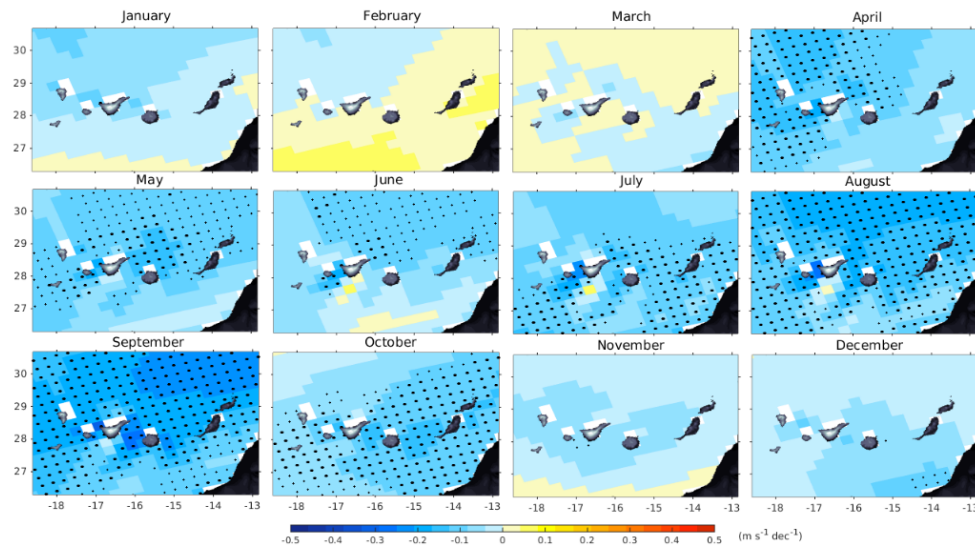 January February March April
30
29
28
27
May June July August
30
29
28
27
September October November December
30
29
28
27
-18 -17 -16 -15 -14 -13 -18 -17 -16 -15 -14 -13 -18 -17 -16 -15 -14 -13 -18 -17 -16 -15 -14 -13
-0.5 -0.4 -0.3 -0.2 -0.1 0 0.1 0.2 0.3 0.4 0.5 (m s⁻¹ dec⁻¹)